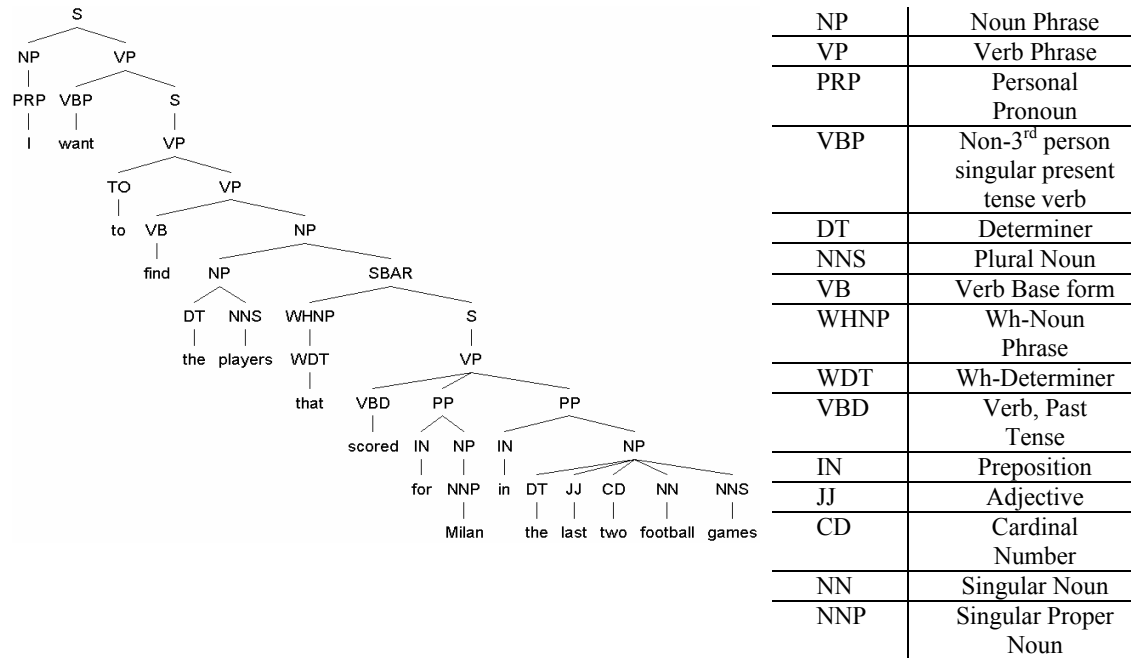 S
NP VP
PRP VBP S
I want VP
TO VP
to VB NP
find NP SBAR
DT NNS WHNP S
the players WDT VP
that VBD PP PP
scored IN NP IN NP
for NNP in DT JJ CD NN NNS
Milan the last two football games
NP Noun Phrase
VP Verb Phrase
PRP Personal
Pronoun
VBP Non-3rd person
singular present
tense verb
DT Determiner
NNS Plural Noun
VB Verb Base form
WHNP Wh-Noun
Phrase
WDT Wh-Determiner
VBD Verb, Past
Tense
IN Preposition
JJ Adjective
CD Cardinal
Number
NN Singular Noun
NNP Singular Proper
Noun